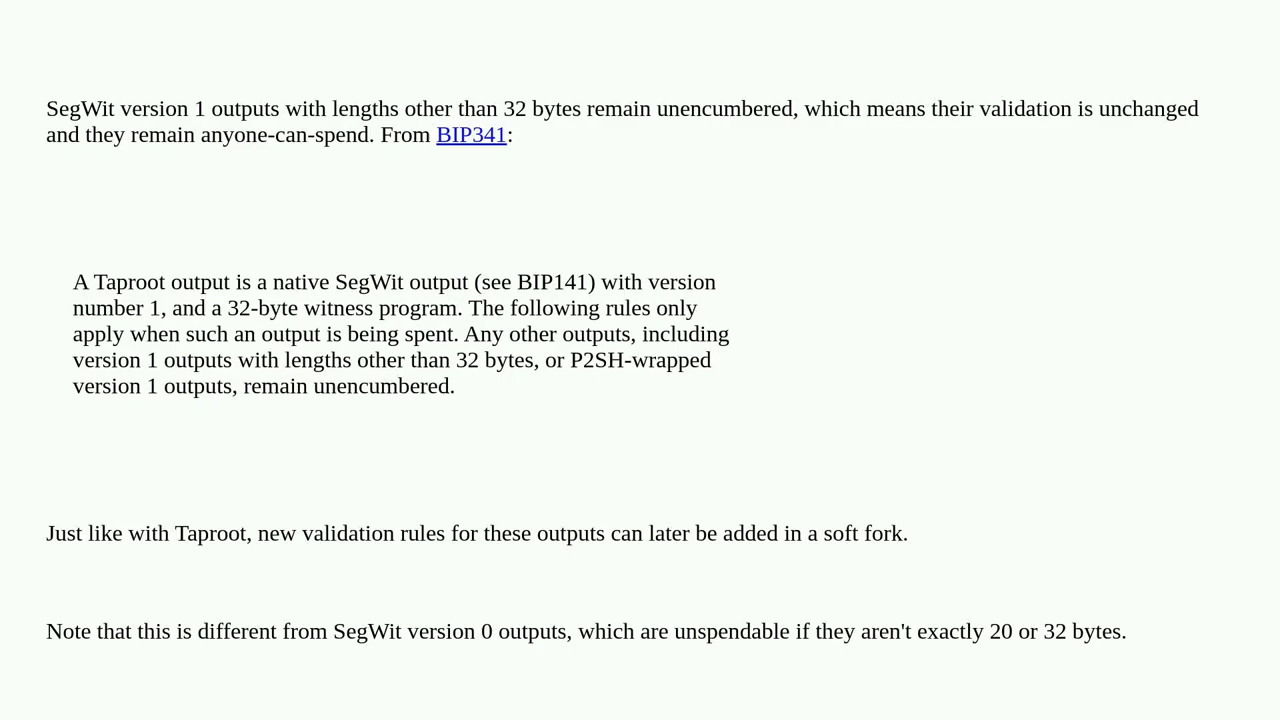 SegWit version 1 outputs with lengths other than 32 bytes remain unencumbered, which means their validation is unchanged
and they remain anyone-can-spend. From BIP341:
A Taproot output is a native SegWit output (see BIP141) with version
number 1, and a 32-byte witness program. The following rules only
apply when such an output is being spent. Any other outputs, including
version 1 outputs with lengths other than 32 bytes, or P2SH-wrapped
version 1 outputs, remain unencumbered.
Just like with Taproot, new validation rules for these outputs can later be added in a soft fork.
Note that this is different from SegWit version 0 outputs, which are unspendable if they aren't exactly 20 or 32 bytes.